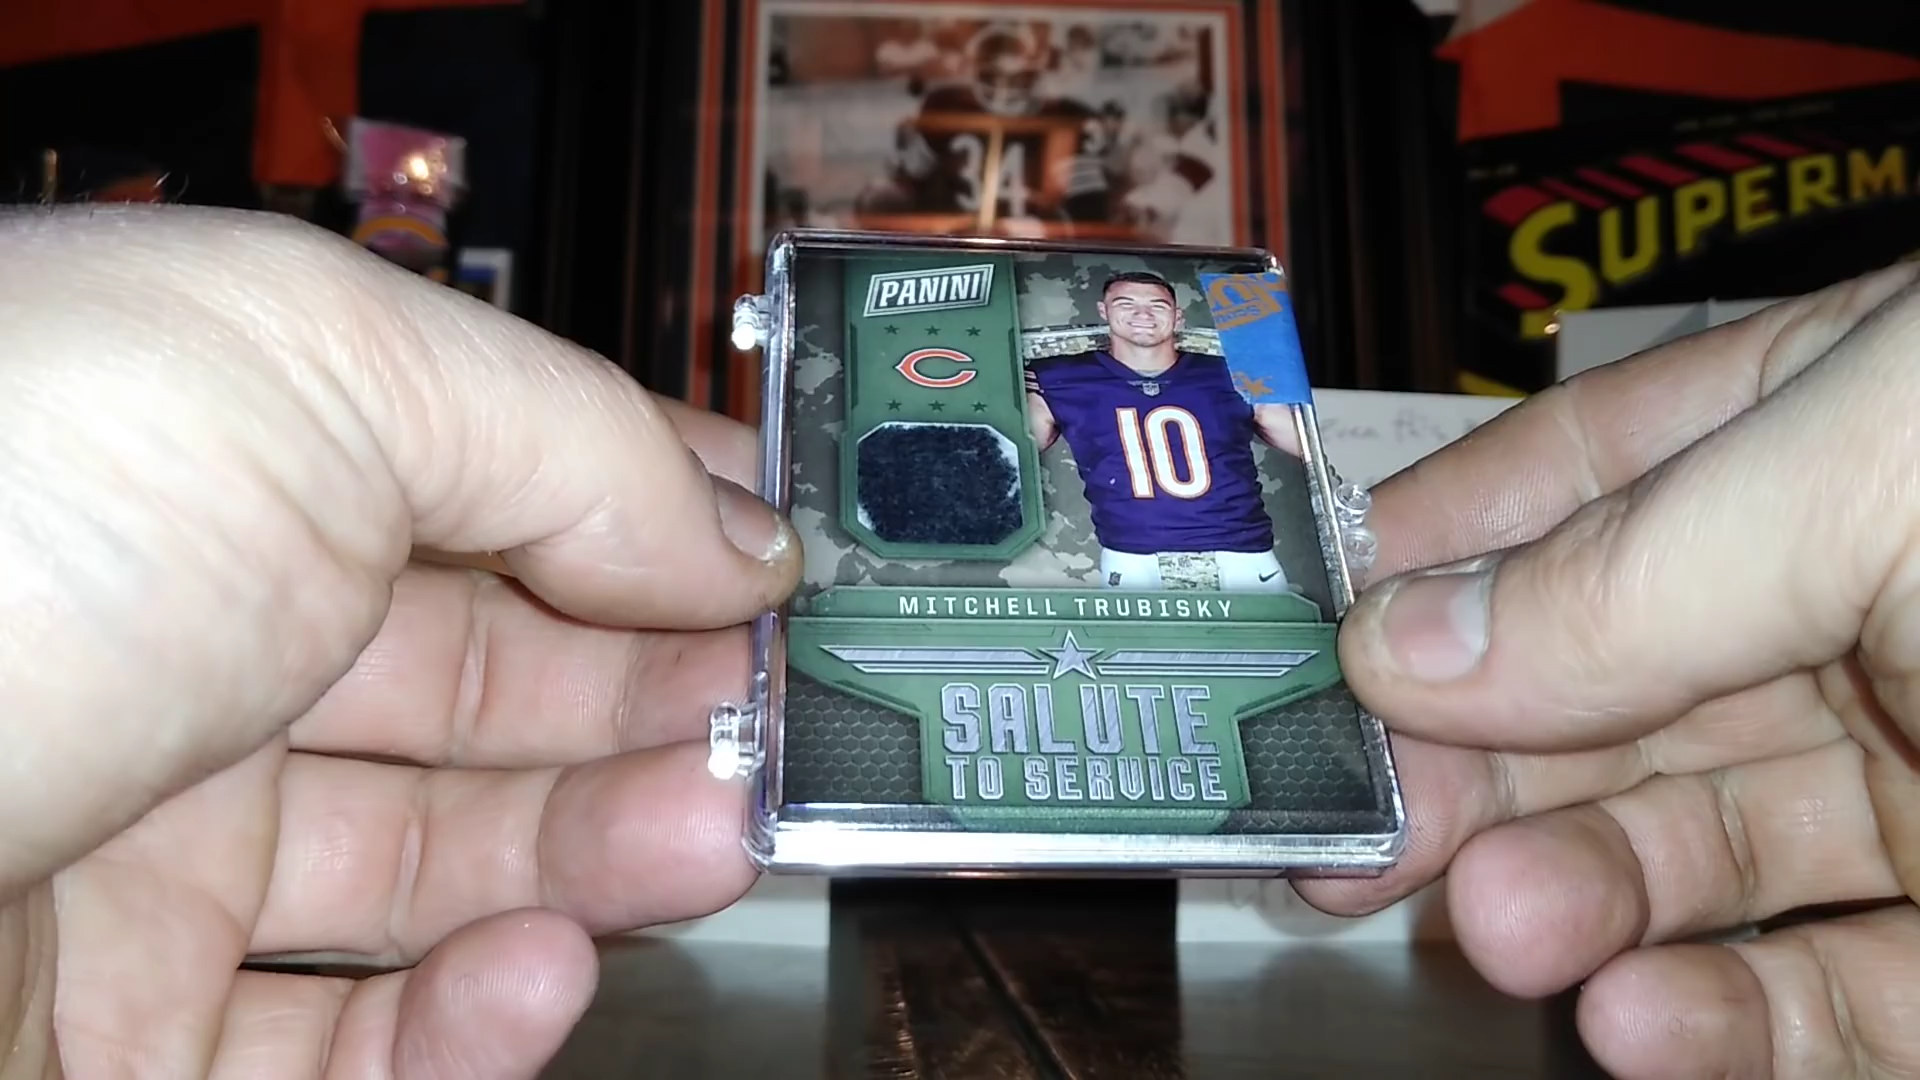 34
SUPERM
PANINI
10
MITCHELL TRUBISKY
SALUTE
TO SERVICE